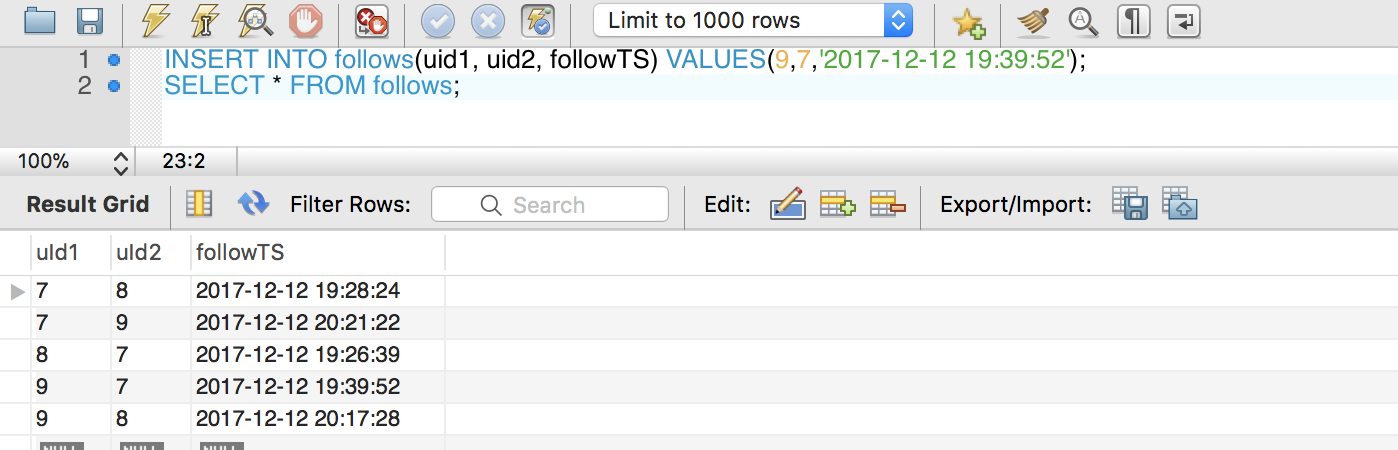 Limit to 1000 rows
1 INSERT INTO follows(uid1, uid2, followTS) VALUES(9,7,'2017-12-12 19:39:52');
2 SELECT * FROM follows;
100% 23:2
Result Grid Filter Rows: Search Edit: Export/Import:
uId1 uId2 followTS
7 8 2017-12-12 19:28:24
7 9 2017-12-12 20:21:22
8 7 2017-12-12 19:26:39
9 7 2017-12-12 19:39:52
9 8 2017-12-12 20:17:28
NULL NULL NULL